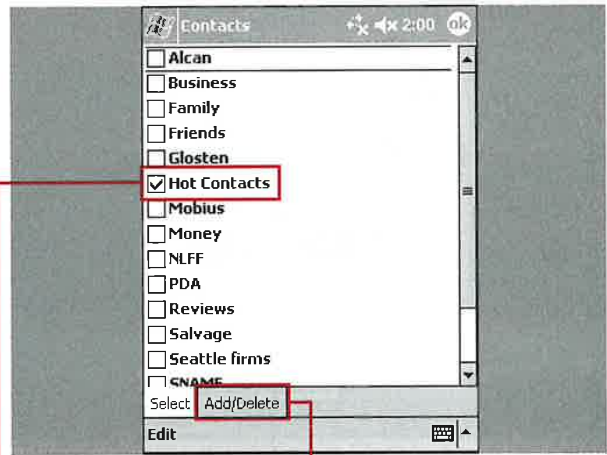 Contacts 2:00 ok
Alcan
Business
Family
Friends
Glosten
Hot Contacts
Mobius
Money
NLFF
PDA
Reviews
Salvage
Seattle firms
SNAME
Select Add/Delete
Edit